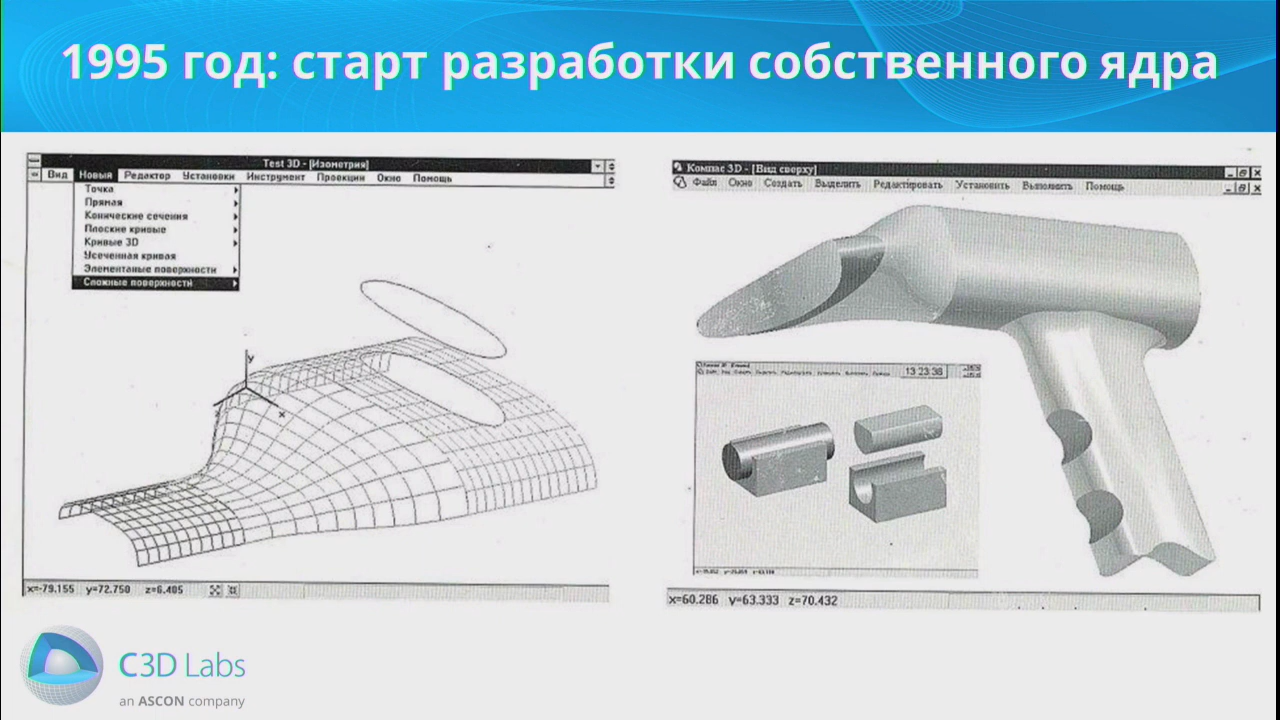 1995 год: старт разработки собственного ядра
Test 3D - [Изометрия]
Вид Новый Редактор Установки Инструмент Проекции Окно Помощь
Точка
Прямая
Конические сечения
Плоские кривые
Кривые 3D
Усеченная кривая
Элементаные поверхности
Сложные поверхности
y
x
x=-79.155 y=72.750 z=6.405
Компас 3D - [Вид сверху]
Файл Окно Создать Выделить Редактировать Установить Выполнить Помощь
13 23:38
x=60.286 y=63.333 z=70.432
C3D Labs
an ASCON company